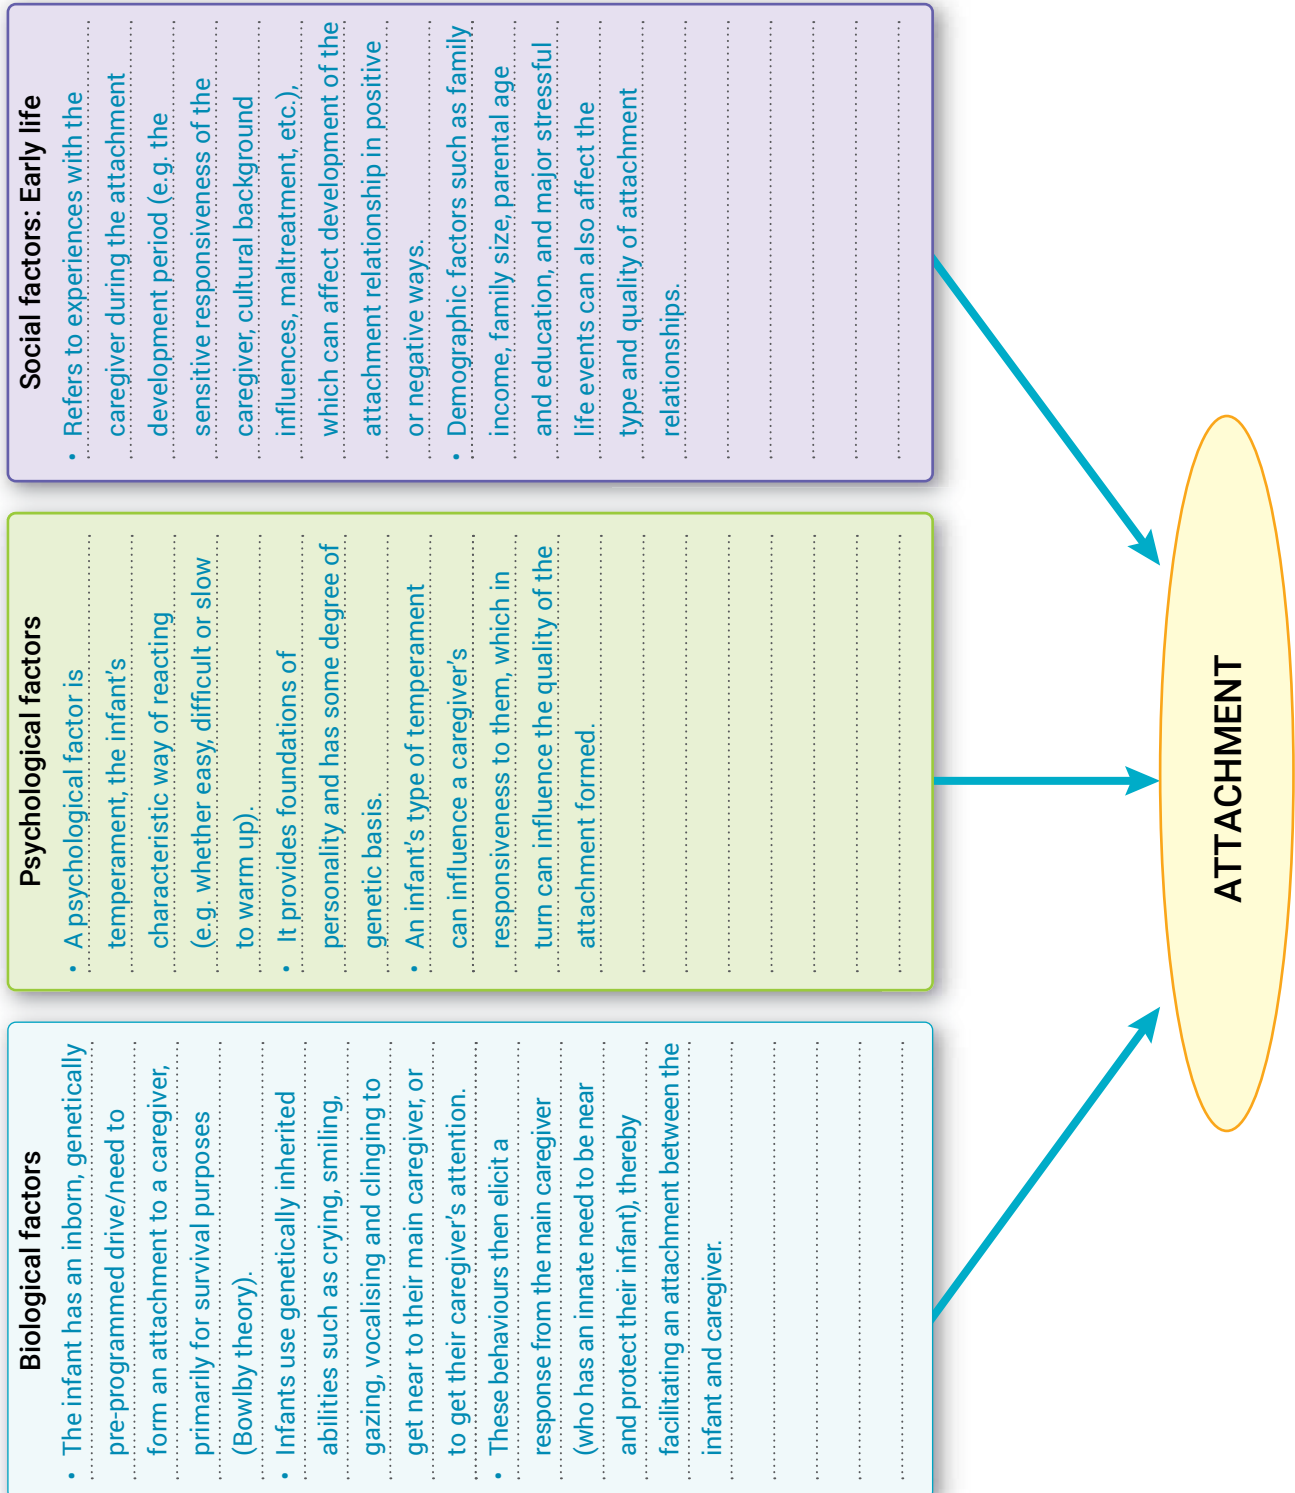 Biological factors
• The infant has an inborn, genetically
pre-programmed drive/need to
form an attachment to a caregiver,
primarily for survival purposes
(Bowlby theory).
• Infants use genetically inherited
abilities such as crying, smiling,
gazing, vocalising and clinging to
get near to their main caregiver, or
to get their caregiver's attention.
• These behaviours then elicit a
response from the main caregiver
(who has an innate need to be near
and protect their infant), thereby
facilitating an attachment between the
infant and caregiver.
Psychological factors
• A psychological factor is
temperament, the infant's
characteristic way of reacting
(e.g. whether easy, difficult or slow
to warm up).
• It provides foundations of
personality and has some degree of
genetic basis.
• An infant's type of temperament
can influence a caregiver's
responsiveness to them, which in
turn can influence the quality of the
attachment formed.
Social factors: Early life
• Refers to experiences with the
caregiver during the attachment
development period (e.g. the
sensitive responsiveness of the
caregiver, cultural background
influences, maltreatment, etc.),
which can affect development of the
attachment relationship in positive
or negative ways.
• Demographic factors such as family
income, family size, parental age
and education, and major stressful
life events can also affect the
type and quality of attachment
relationships.
ATTACHMENT